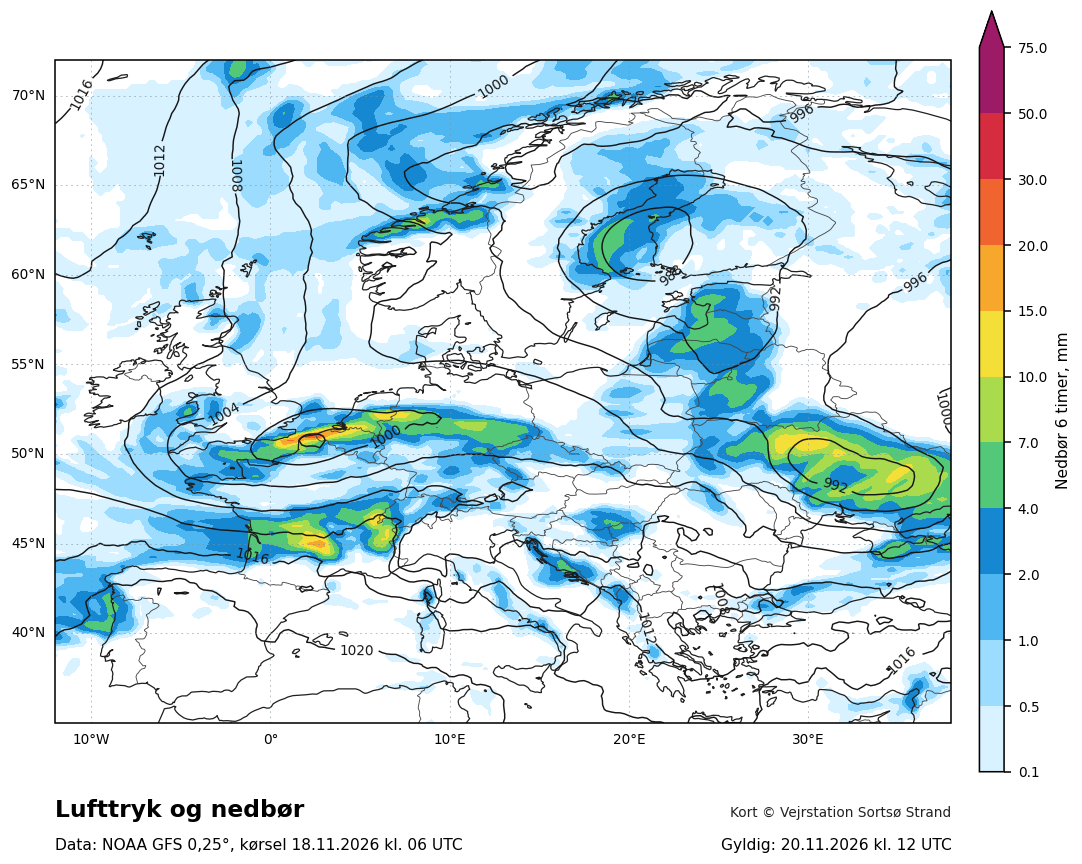 75.0
50.0
30.0
20.0
15.0
10.0
7.0
4.0
2.0
1.0
0.5
0.1
Nedbør 6 timer, mm
70°N
65°N
60°N
55°N
50°N
45°N
40°N
10°W
0°
10°E
20°E
30°E
1016
1012
1008
1000
996
988
992
996
1000
1004
1000
992
1016
1020
1012
1008
1016
Lufttryk og nedbør
Kort © Vejrstation Sortsø Strand
Data: NOAA GFS 0,25°, kørsel 18.11.2026 kl. 06 UTC
Gyldig: 20.11.2026 kl. 12 UTC